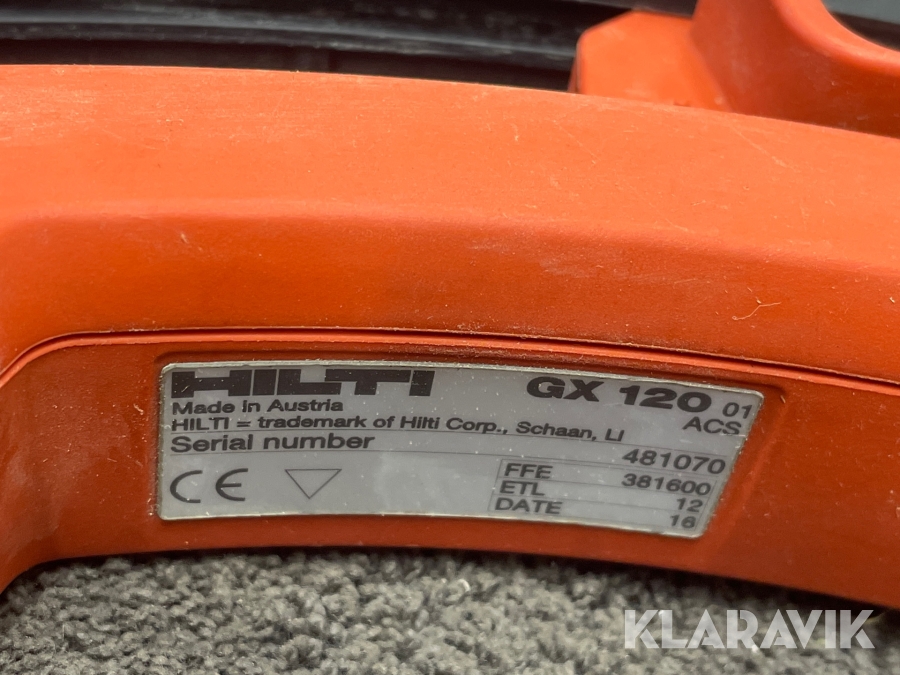 HILTI GX 120 01
Made in Austria ACS
HILTI = trademark of Hilti Corp., Schaan, LI
Serial number 481070
CE FFE 381600
ETL 12
DATE 16
KLARAVIK